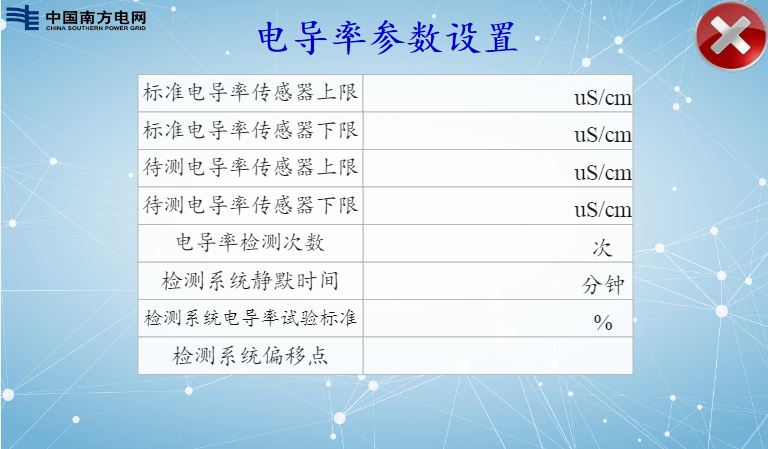 中国南方电网
CHINA SOUTHERN POWER GRID
电导率参数设置
标准电导率传感器上限 uS/cm
标准电导率传感器下限 uS/cm
待测电导率传感器上限 uS/cm
待测电导率传感器下限 uS/cm
电导率检测次数 次
检测系统静默时间 分钟
检测系统电导率试验标准 %
检测系统偏移点